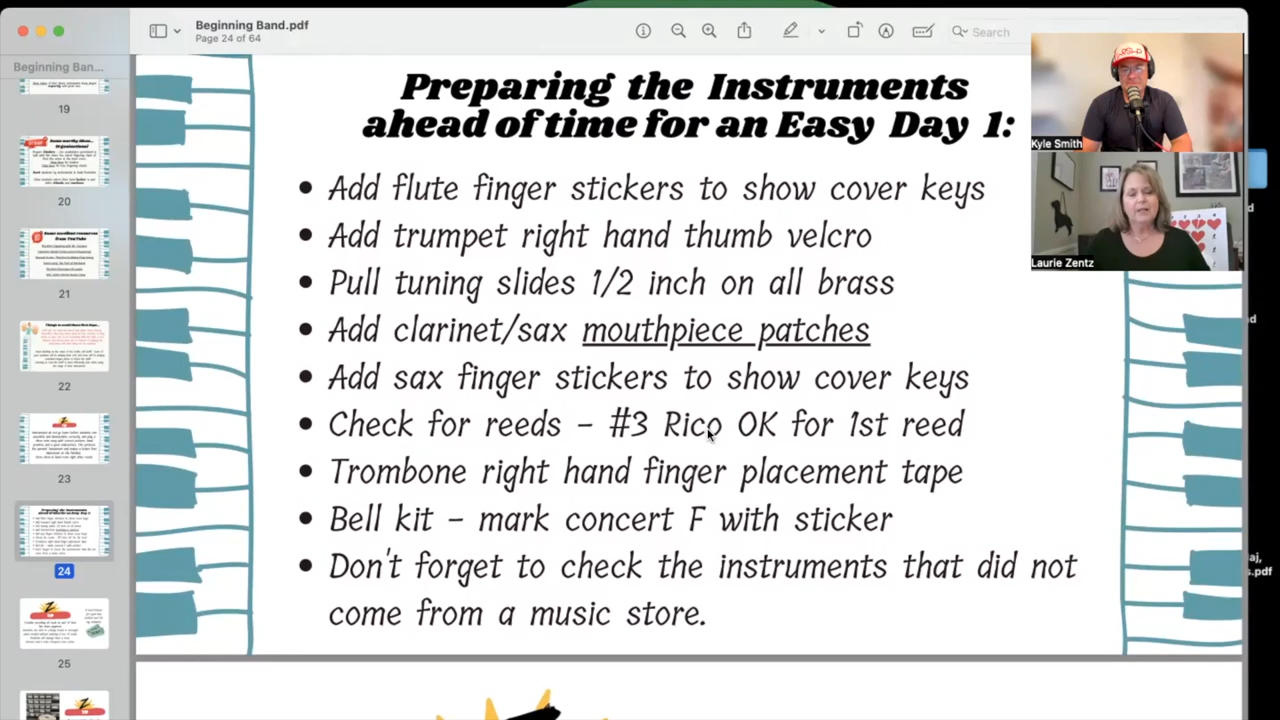 Beginning Band.pdf
Page 24 of 64
Search
Beginning Ban...
19
20
21
22
23
24
25
Preparing the Instruments
ahead of time for an Easy Day 1:
• Add flute finger stickers to show cover keys
• Add trumpet right hand thumb velcro
• Pull tuning slides 1/2 inch on all brass
• Add clarinet/sax mouthpiece patches
• Add sax finger stickers to show cover keys
• Check for reeds - #3 Rico OK for 1st reed
• Trombone right hand finger placement tape
• Bell kit - mark concert F with sticker
• Don't forget to check the instruments that did not
come from a music store.
Kyle Smith
Laurie Zentz